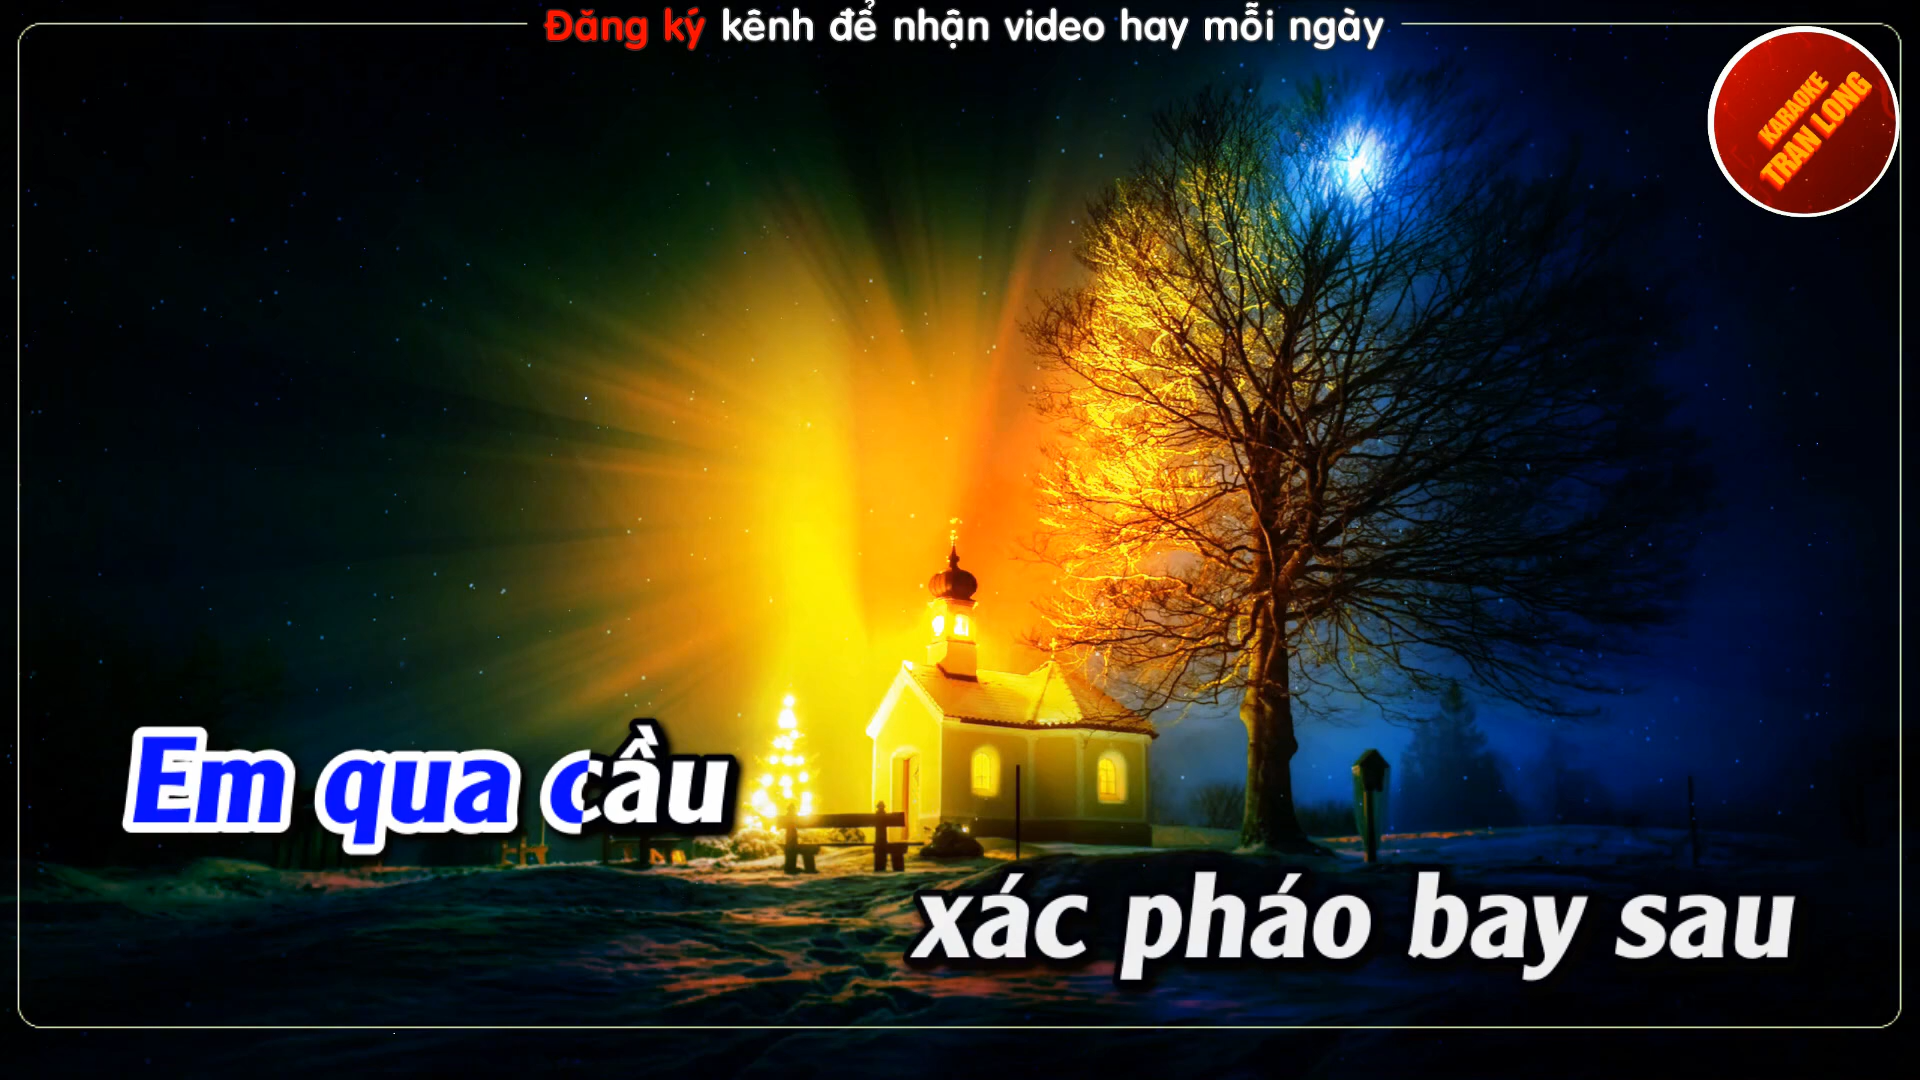 Đăng ký kênh để nhận video hay mỗi ngày
KARAOKE
TRAN LONG
Em qua cầu
xác pháo bay sau